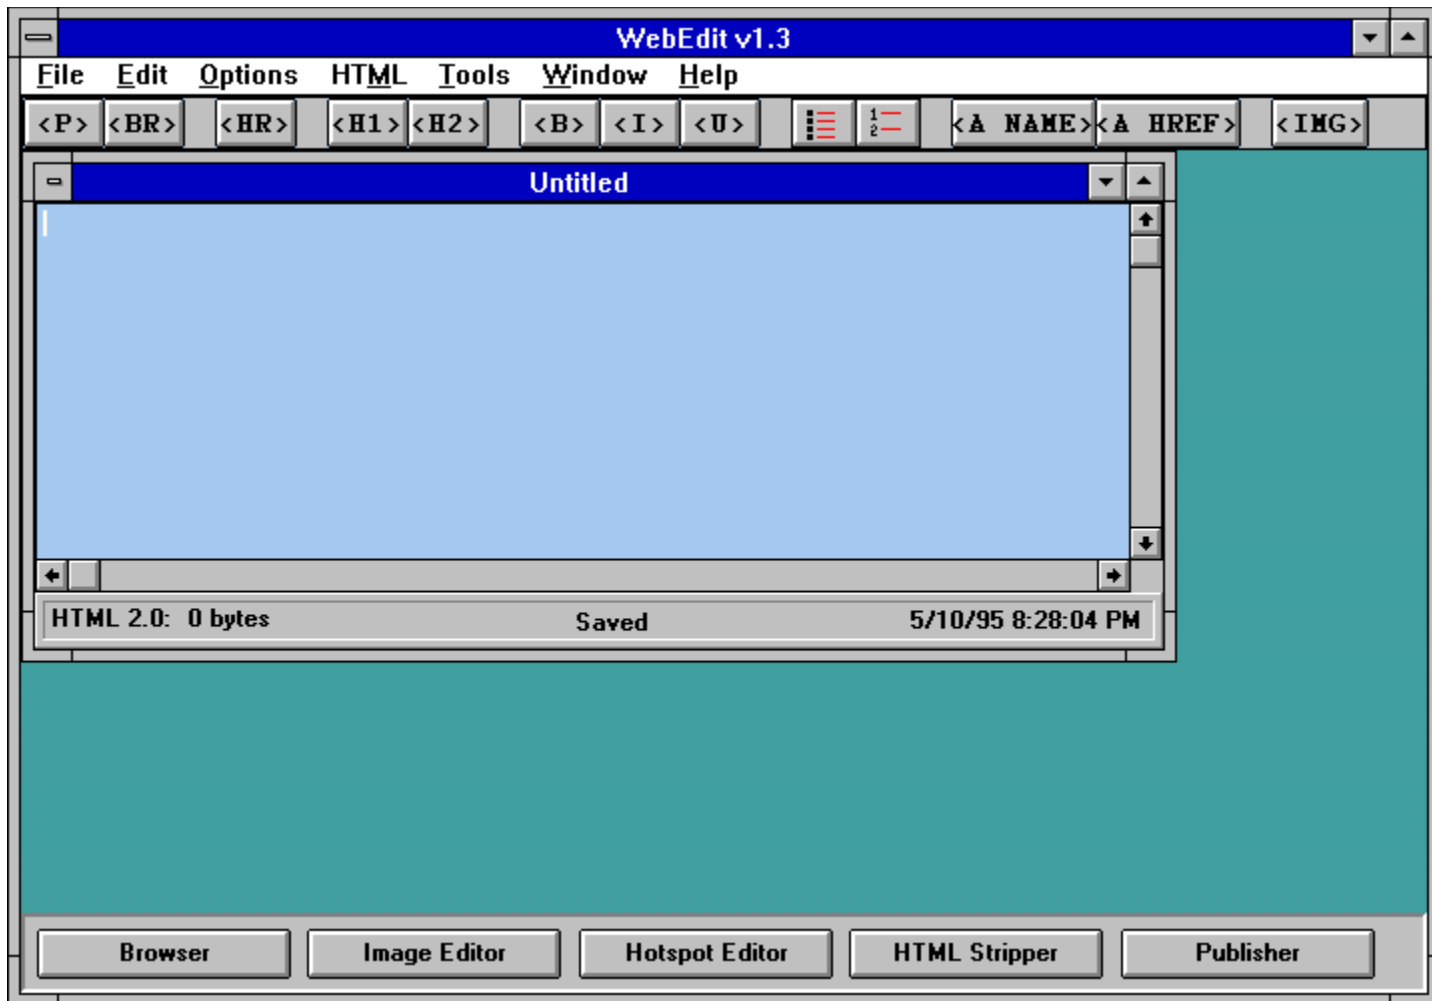 WebEdit v1.3
File Edit Options HTML Tools Window Help
<P> <BR> <HR> <H1> <H2> <B> <I> <U> 1 2 <A NAME> <A HREF> <IMG>
Untitled
HTML 2.0: 0 bytes Saved 5/10/95 8:28:04 PM
Browser Image Editor Hotspot Editor HTML Stripper Publisher